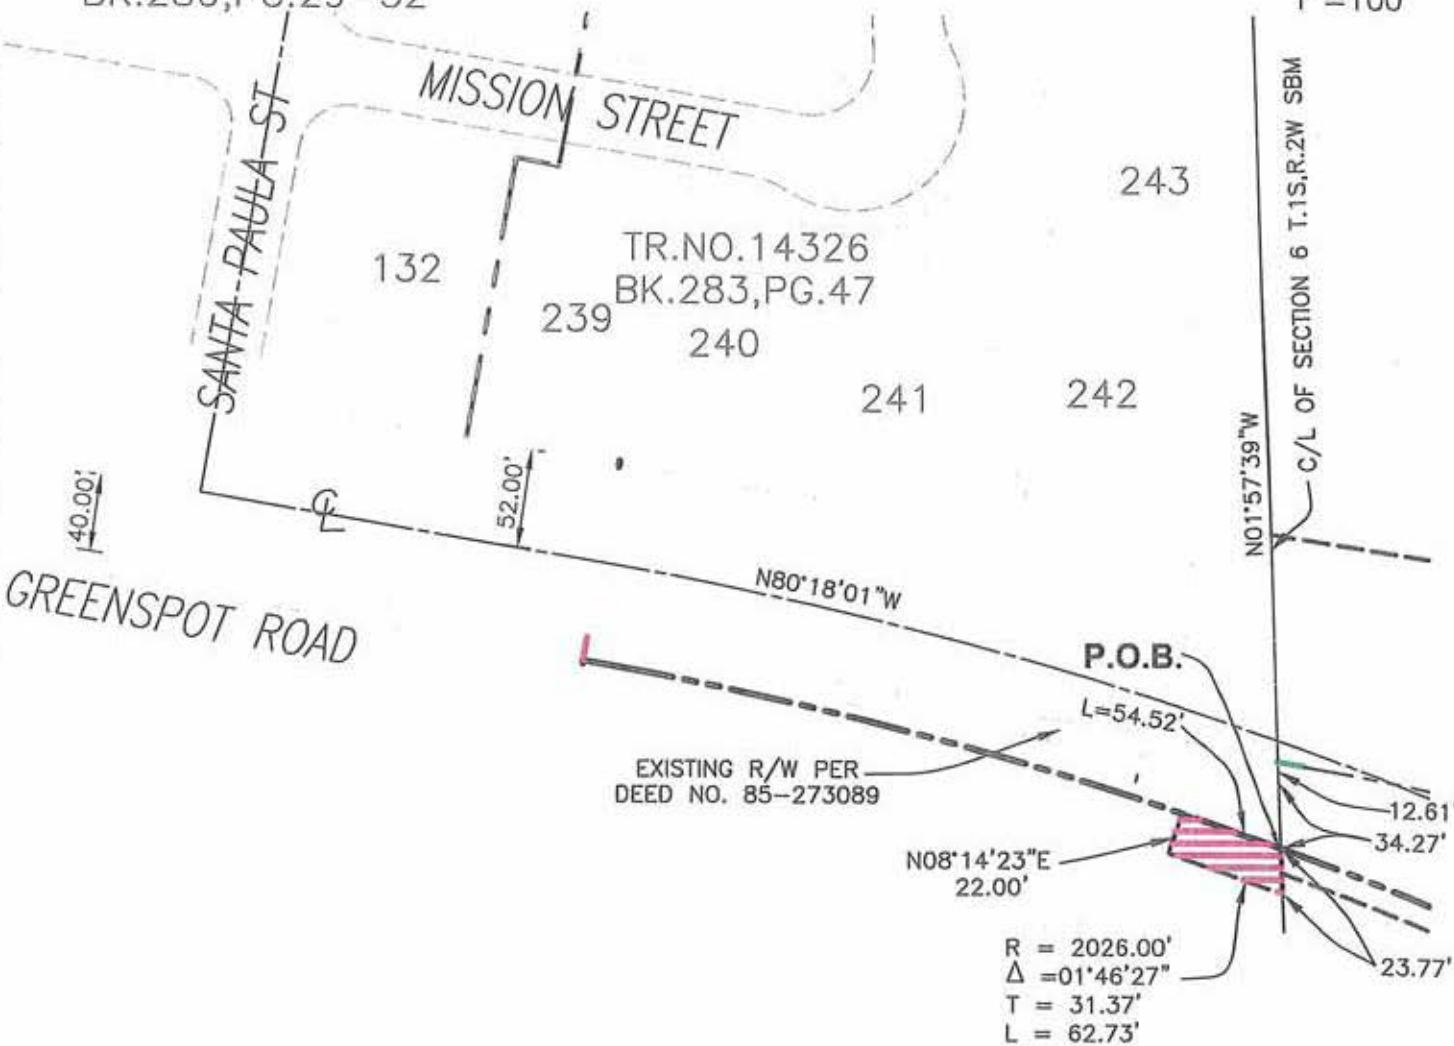 MISSION STREET
SANTA PAULA ST
132
TR.NO.14326
BK.283,PG.47
239
240
241
242
243
C/L OF SECTION 6 T.1S,R.2W SBM
N01°57'39"W
40.00'
52.00'
GREENSPOT ROAD
N80°18'01"W
P.O.B.
L=54.52'
EXISTING R/W PER
DEED NO. 85-273089
12.61'
34.27'
N08°14'23"E
22.00'
23.77'
R = 2026.00'
Δ =01°46'27"
T = 31.37'
L = 62.73'